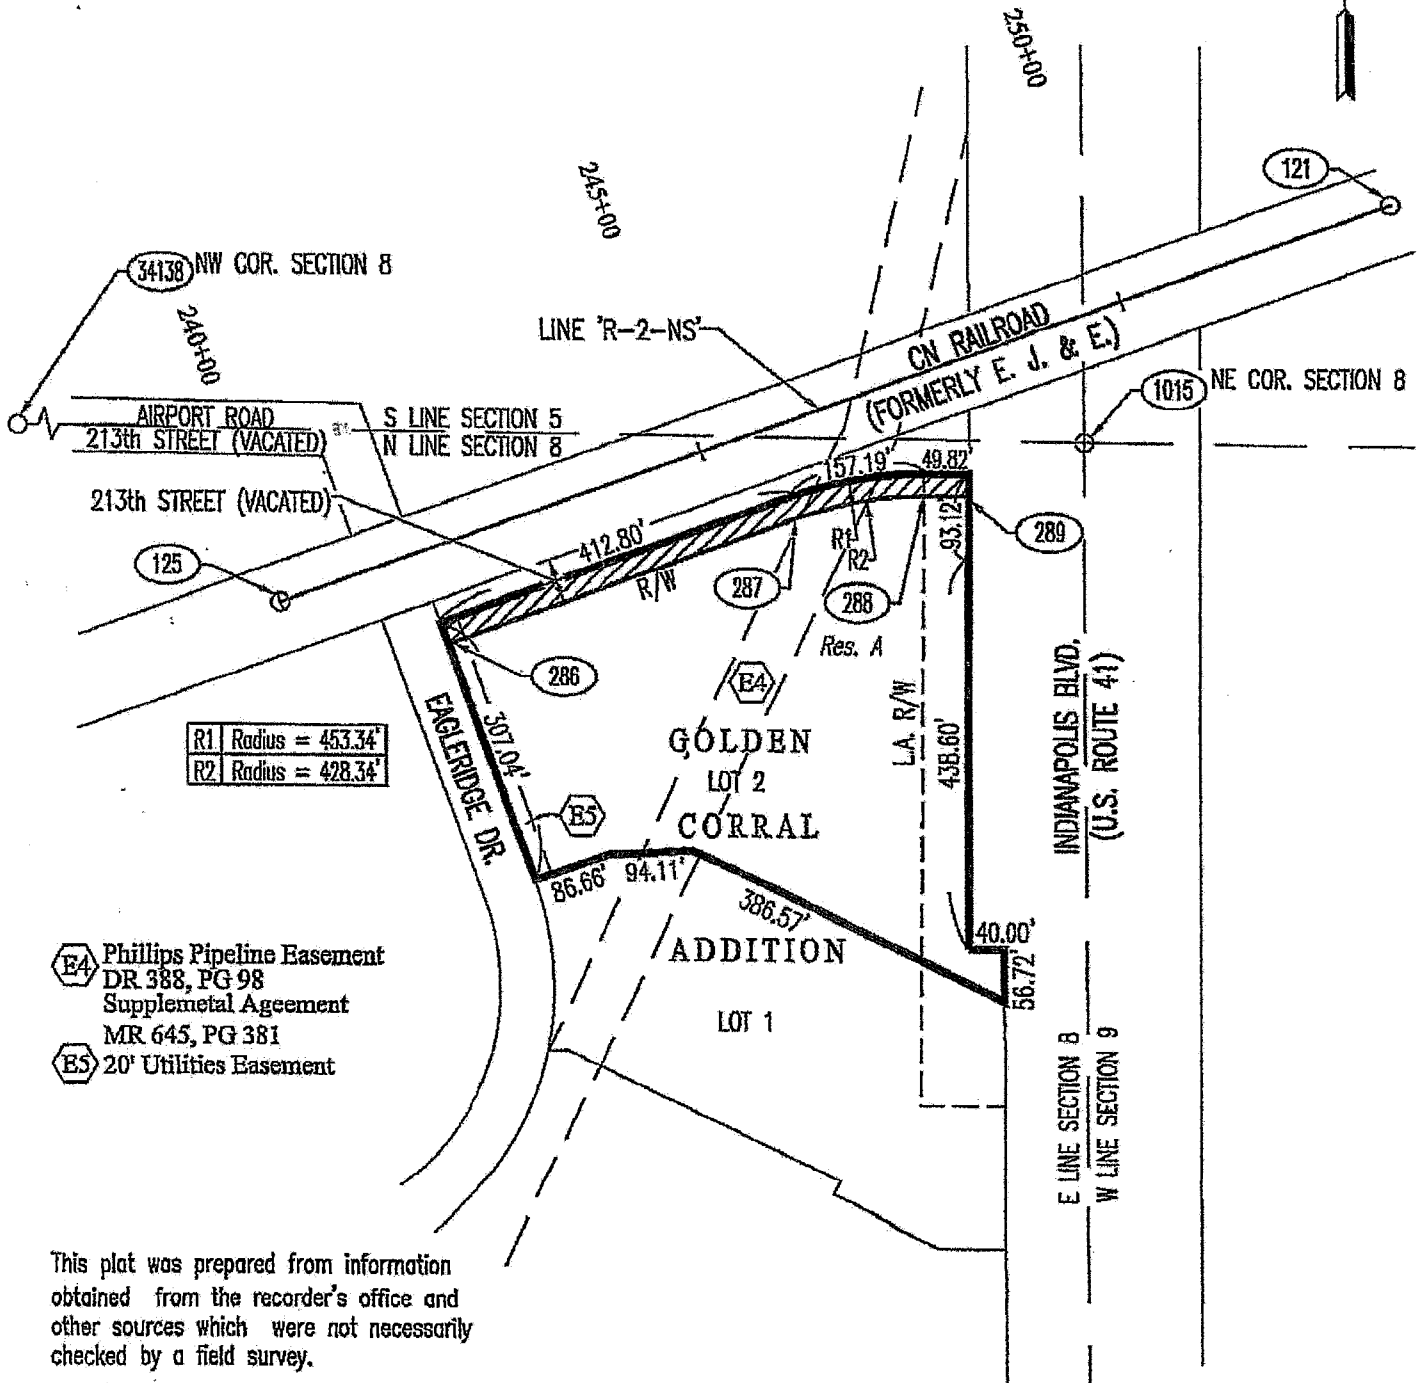 250+00
245+00
121
34138
NW COR. SECTION 8
240+00
LINE 'R-2-NS'
CN RAILROAD
(FORMERLY E. J. & E.)
1015
NE COR. SECTION 8
AIRPORT ROAD
213th STREET (VACATED)
S LINE SECTION 5
N LINE SECTION 8
213th STREET (VACATED)
157.19'
49.82'
93.12'
289
125
412.80'
R/W
R1
R2
287
288
286
Res. A
E4
R1 Radius = 453.34'
R2 Radius = 428.34'
EAGLERIDGE DR.
307.04'
E5
GOLDEN
LOT 2
CORRAL
L.A. R/W
438.60'
INDIANAPOLIS BLVD,
(U.S. ROUTE 41)
86.66'
94.11'
386.57'
ADDITION
LOT 1
40.00'
56.72'
E4 Phillips Pipeline Easement
DR 388, PG 98
Supplemetal Ageement
MR 645, PG 381
E5 20' Utilities Easement
E LINE SECTION 8
W LINE SECTION 9
This plat was prepared from information
obtained from the recorder's office and
other sources which were not necessarily
checked by a field survey.